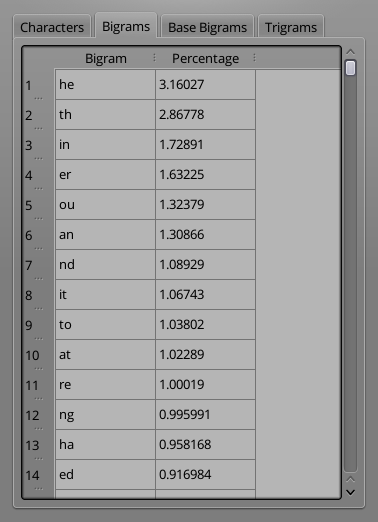 Characters Bigrams Base Bigrams Trigrams
Bigram Percentage
1 he 3.16027
2 th 2.86778
3 in 1.72891
4 er 1.63225
5 ou 1.32379
6 an 1.30866
7 nd 1.08929
8 it 1.06743
9 to 1.03802
10 at 1.02289
11 re 1.00019
12 ng 0.995991
13 ha 0.958168
14 ed 0.916984